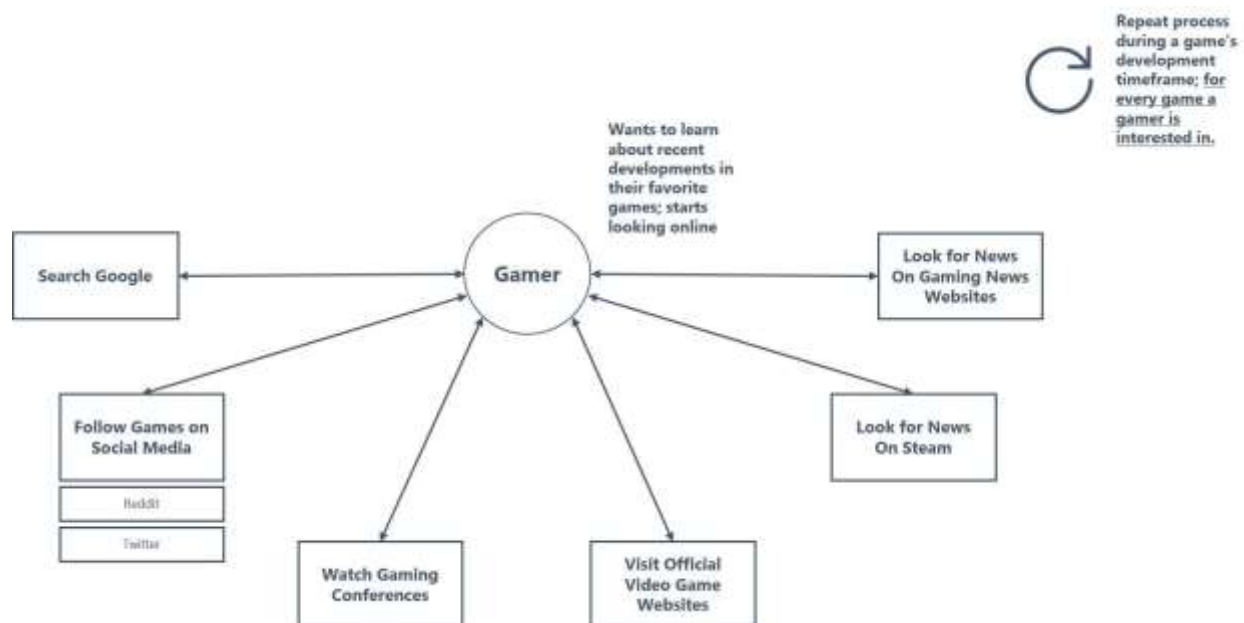 Repeat process
during a game's
development
timeframe; for
every game a
gamer is
interested in.
Wants to learn
about recent
developments in
their favorite
games; starts
looking online
Search Google
Gamer
Look for News
On Gaming News
Websites
Follow Games on
Social Media
Reddit
Twitter
Look for News
On Steam
Watch Gaming
Conferences
Visit Official
Video Game
Websites